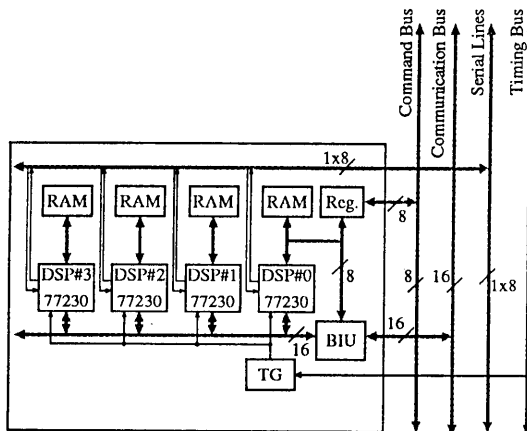 Command Bus
Communication Bus
Serial Lines
Timing Bus
1x8
RAM RAM RAM RAM Reg.
8
DSP#3 DSP#2 DSP#1 DSP#0
77230 77230 77230 77230
8
8 16 1x8
16 BIU 16
TG